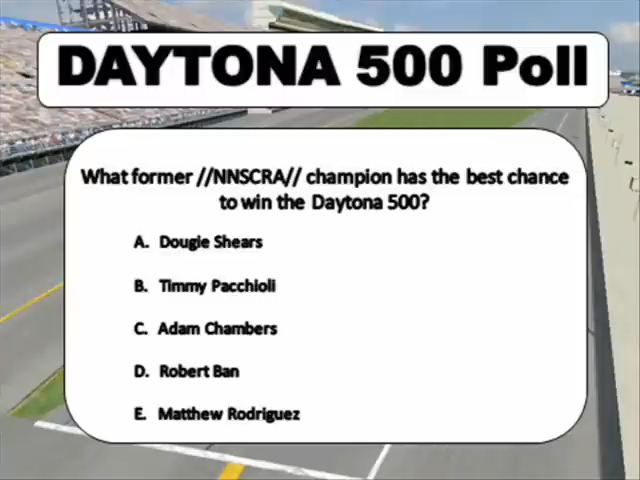 DAYTONA 500 Poll
What former //NNSCRA// champion has the best chance
to win the Daytona 500?
A. Dougie Shears
B. Timmy Pacchioli
C. Adam Chambers
D. Robert Ban
E. Matthew Rodriguez